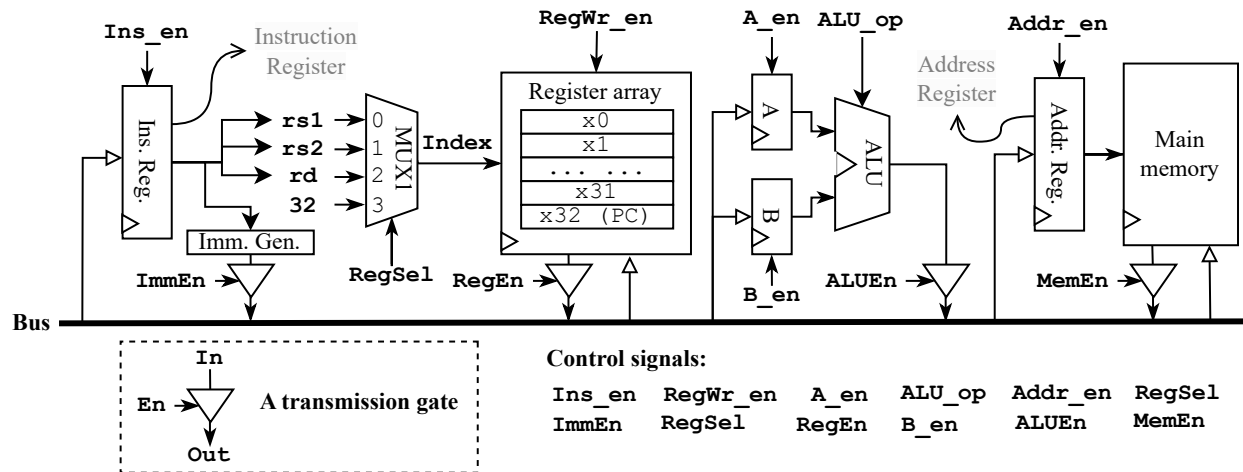 RegWr_en
A_en
ALU_op
Ins_en
Addr_en
Instruction
Register
Address
Register
Register array
x0
x1
... ...
x31
x32 (PC)
Ins. Reg.
rs1
rs2
rd
32
0
1
2
3
MUX1
Index
A
B
ALU
Addr. Reg.
Main
memory
Imm. Gen.
ImmEn
RegSel
RegEn
B_en
ALUEn
MemEn
Bus
In
En
A transmission gate
Out
Control signals:
Ins_en RegWr_en A_en ALU_op Addr_en RegSel
ImmEn RegSel RegEn B_en ALUEn MemEn